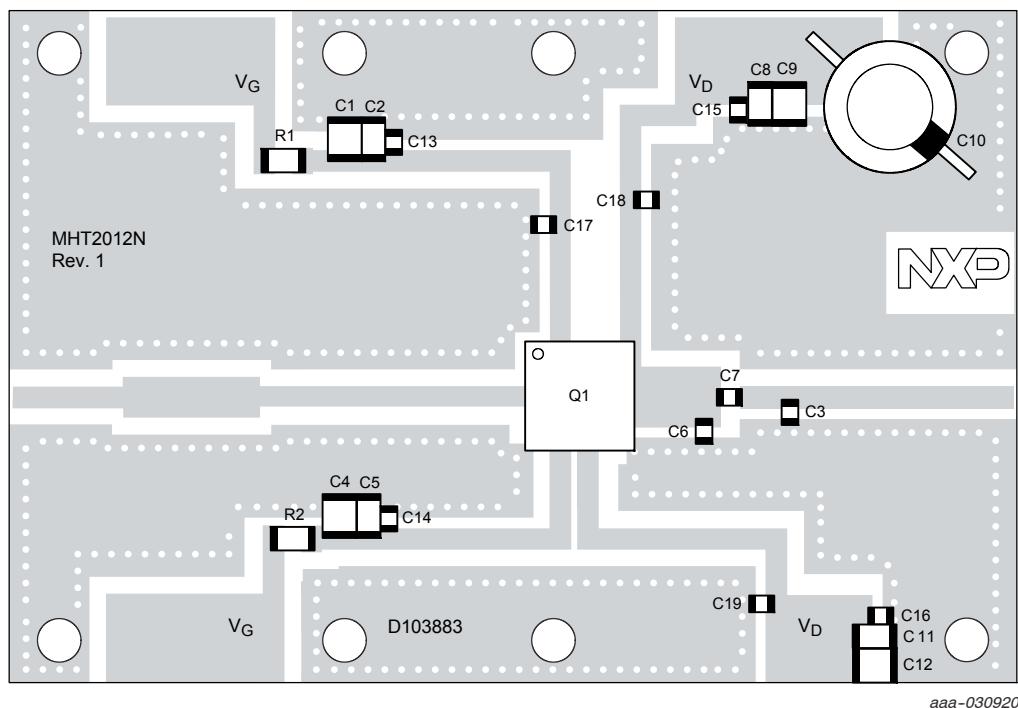 VG
VD
C8 C9
C1 C2
C15
R1
C13
C10
C18
C17
MHT2012N
Rev. 1
NXP
C7
Q1
C3
C6
C4 C5
R2
C14
C19
C16
VG
D103883
VD
C 11
C12
aaa-030920